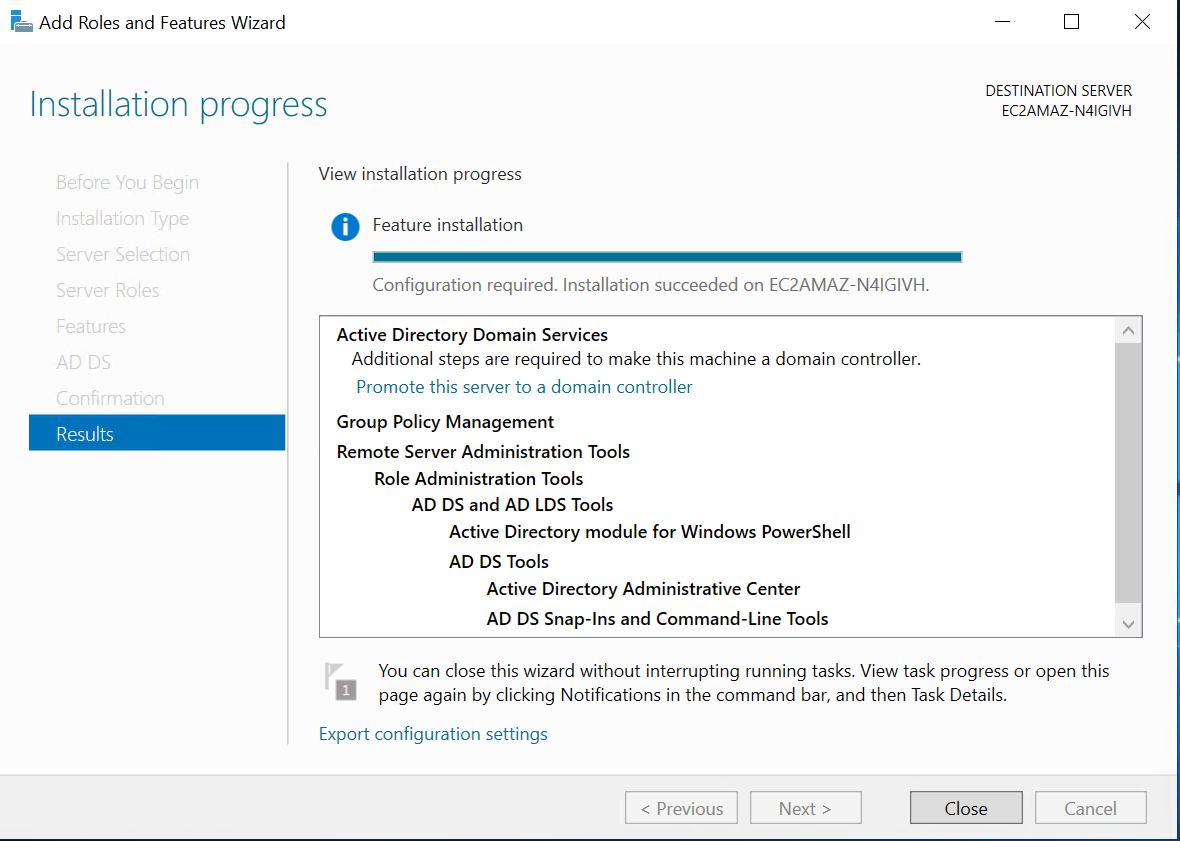 Add Roles and Features Wizard
Installation progress
DESTINATION SERVER
EC2AMAZ-N4IGIVH
Before You Begin
Installation Type
Server Selection
Server Roles
Features
AD DS
Confirmation
Results
View installation progress
Feature installation
Configuration required. Installation succeeded on EC2AMAZ-N4IGIVH.
Active Directory Domain Services
Additional steps are required to make this machine a domain controller.
Promote this server to a domain controller
Group Policy Management
Remote Server Administration Tools
Role Administration Tools
AD DS and AD LDS Tools
Active Directory module for Windows PowerShell
AD DS Tools
Active Directory Administrative Center
AD DS Snap-Ins and Command-Line Tools
1
You can close this wizard without interrupting running tasks. View task progress or open this
page again by clicking Notifications in the command bar, and then Task Details.
Export configuration settings
< Previous
Next >
Close
Cancel